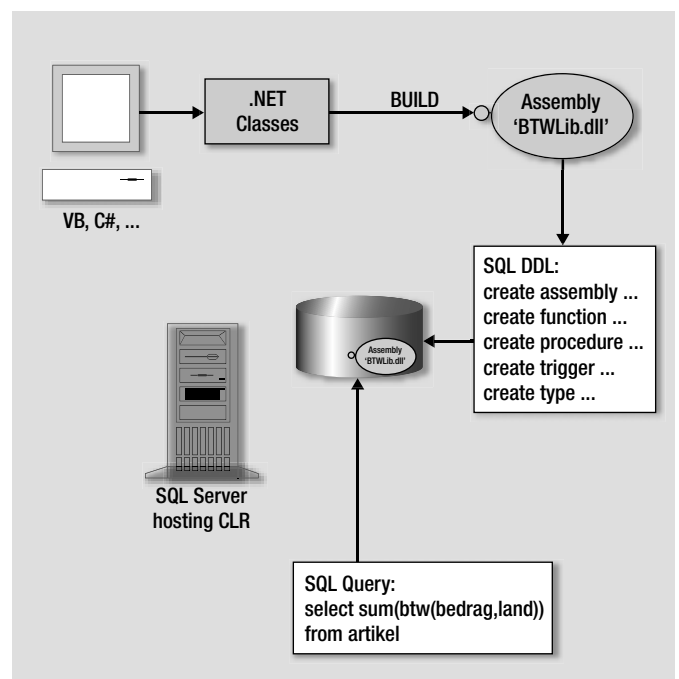 .NET
Classes
BUILD
Assembly
'BTWLib.dll'
VB, C#, ...
SQL DDL:
create assembly ...
create function ...
create procedure ...
create trigger ...
create type ...
Assembly
'BTWLib.dll'
SQL Server
hosting CLR
SQL Query:
select sum(btw(bedrag,land))
from artikel